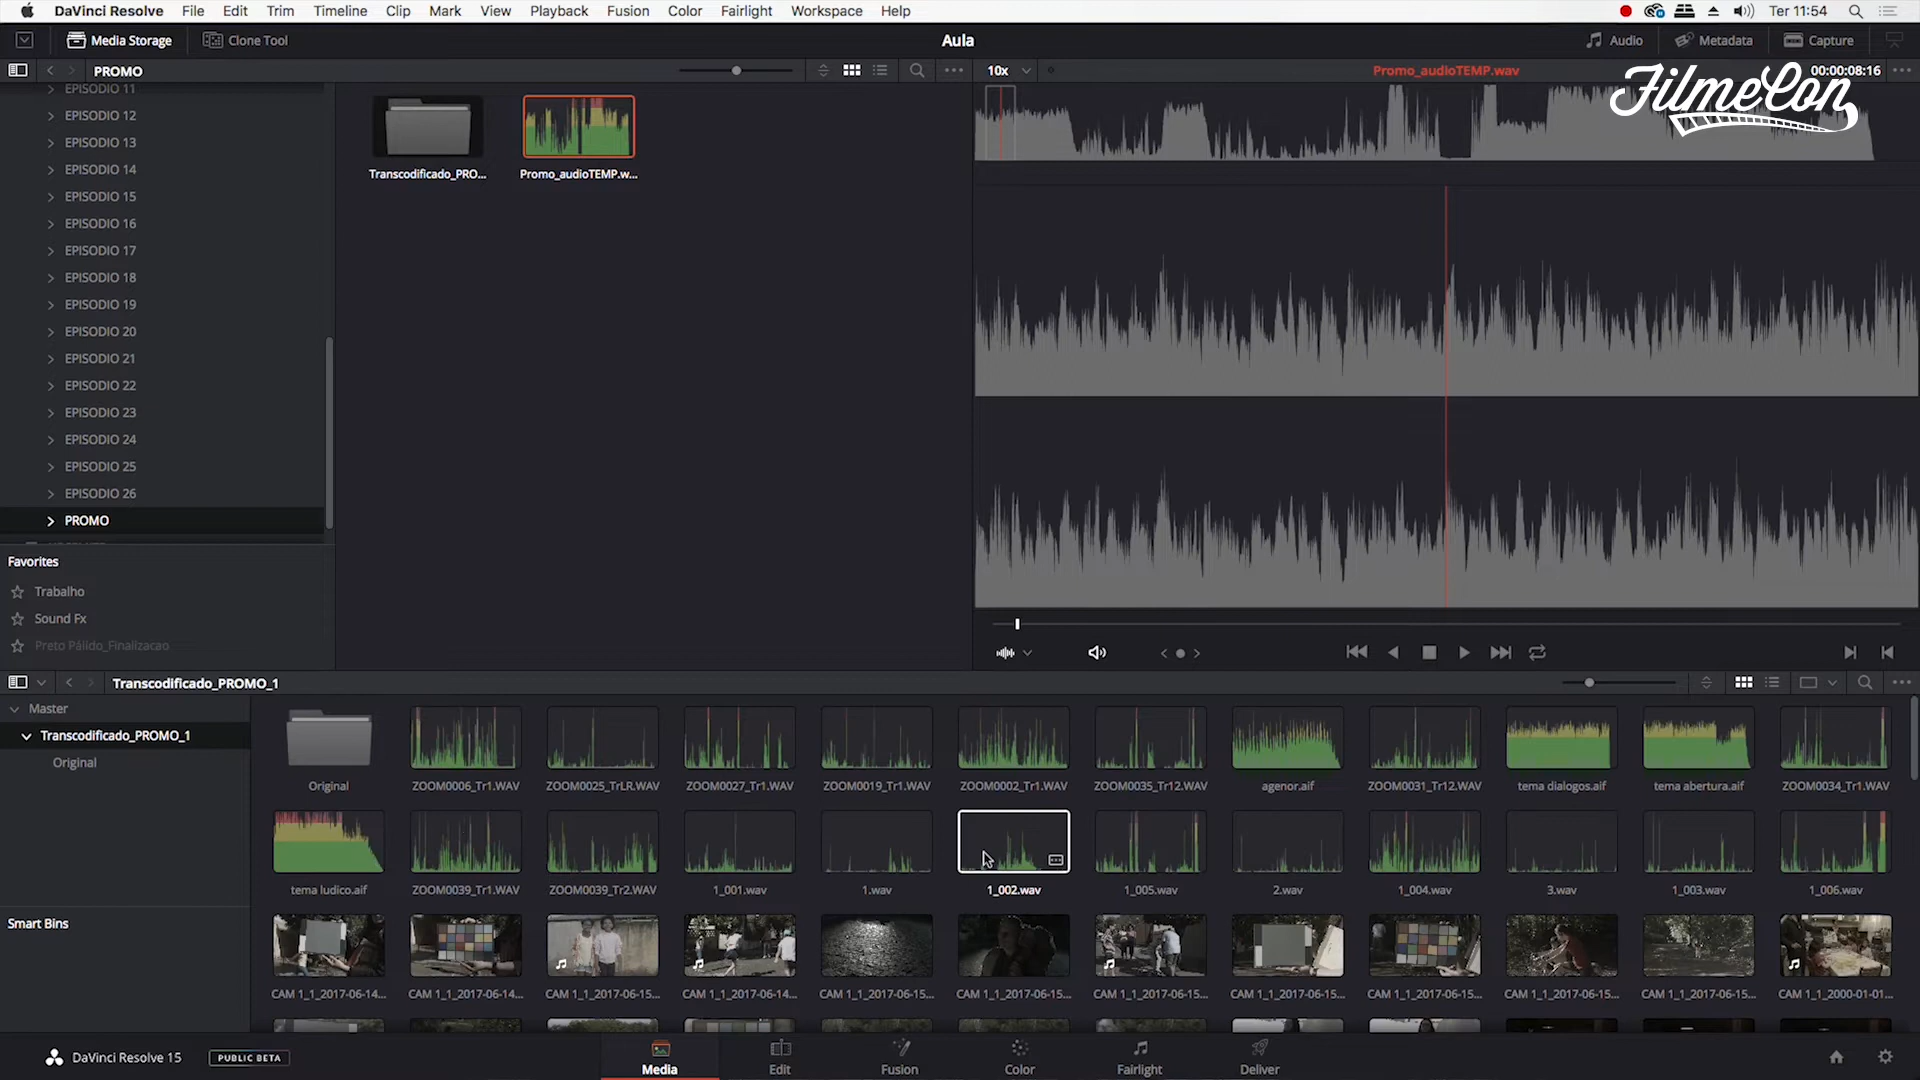 DaVinci Resolve File Edit Trim Timeline Clip Mark View Playback Fusion Color Fairlight Workspace Help Ter 11:54
Media Storage Clone Tool Aula Audio Metadata Capture
PROMO 10x Promo_audioTEMP.wav 00:00:08:16
FilmeCon
EPISODIO 11
EPISODIO 12
EPISODIO 13
EPISODIO 14
EPISODIO 15
EPISODIO 16
EPISODIO 17
EPISODIO 18
EPISODIO 19
EPISODIO 20
EPISODIO 21
EPISODIO 22
EPISODIO 23
EPISODIO 24
EPISODIO 25
EPISODIO 26
PROMO
Transcodificado_PRO... Promo_audioTEMP.w...
Favorites
Trabalho
Sound Fx
Preto Pálido_Finalizacao
Transcodificado_PROMO_1
Master
Transcodificado_PROMO_1
Original
Smart Bins
Original ZOOM0006_Tr1.WAV ZOOM0025_TrLR.WAV ZOOM0027_Tr1.WAV ZOOM0019_Tr1.WAV ZOOM0002_Tr1.WAV ZOOM0035_Tr12.WAV agenor.aif ZOOM0031_Tr12.WAV tema dialogos.aif tema abertura.aif ZOOM0034_Tr1.WAV
tema ludico.aif ZOOM0039_Tr1.WAV ZOOM0039_Tr2.WAV 1_001.wav 1.wav 1_002.wav 1_005.wav 2.wav 1_004.wav 3.wav 1_003.wav 1_006.wav
CAM 1_1_2017-06-14... CAM 1_1_2017-06-14... CAM 1_1_2017-06-15... CAM 1_1_2017-06-14... CAM 1_1_2017-06-15... CAM 1_1_2017-06-15... CAM 1_1_2017-06-15... CAM 1_1_2017-06-15... CAM 1_1_2017-06-15... CAM 1_1_2017-06-15... CAM 1_1_2017-06-15... CAM 1_1_2000-01-01...
DaVinci Resolve 15 PUBLIC BETA Media Edit Fusion Color Fairlight Deliver